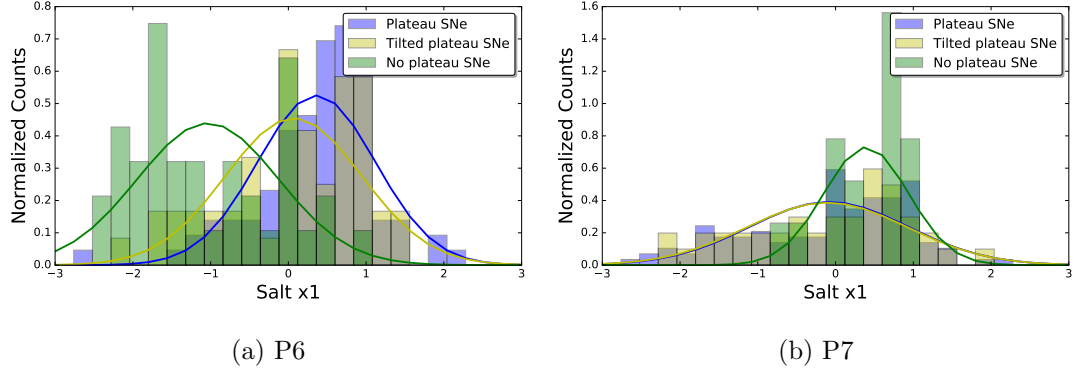 Plateau SNe
Tilted plateau SNe
No plateau SNe
0.8
0.7
0.6
0.5
0.4
0.3
0.2
0.1
0.0
Normalized Counts
−3 −2 −1 0 1 2 3
Salt x1
(a) P6
Plateau SNe
Tilted plateau SNe
No plateau SNe
1.6
1.4
1.2
1.0
0.8
0.6
0.4
0.2
0.0
Normalized Counts
−3 −2 −1 0 1 2 3
Salt x1
(b) P7